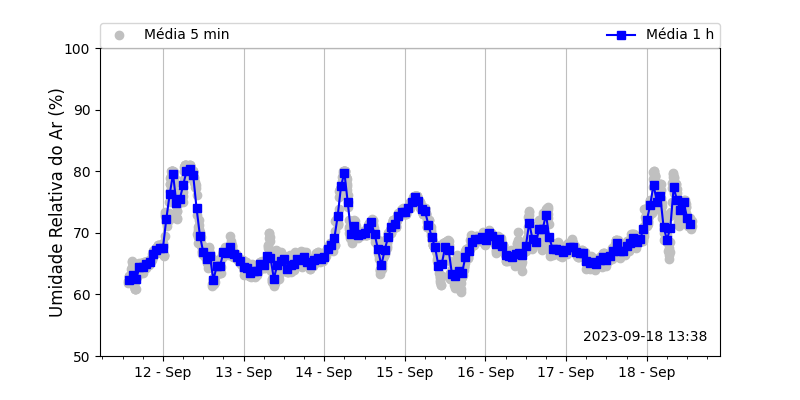 Média 5 min
Média 1 h
Umidade Relativa do Ar (%)
100
90
80
70
60
50
2023-09-18 13:38
12 - Sep
13 - Sep
14 - Sep
15 - Sep
16 - Sep
17 - Sep
18 - Sep